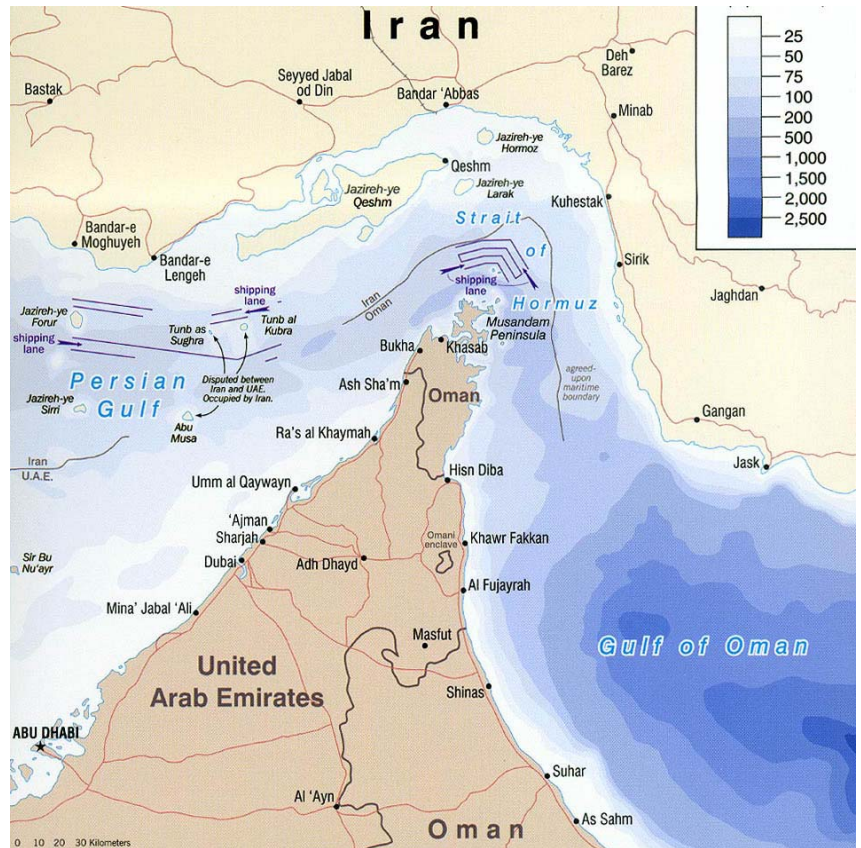 Iran
25
50
75
100
200
500
1,000
1,500
2,000
2,500
Deh
Barez
Bastak
Seyyed Jabal
od Din
Bandar ‘Abbas
Minab
Jazireh-ye
Hormoz
Qeshm
Jazireh-ye
Larak
Jazireh-ye
Qeshm
Kuhestak
Strait
of
Hormuz
Bandar-e
Moghuyeh
Bandar-e
Lengeh
Sirik
shipping
lane
Jaghdan
Iran
Oman
shipping
lane
Jazireh-ye
Forur
Tunb as
Sughra
Tunb al
Kubra
shipping
lane
Musandam
Peninsula
Bukha
Khasab
Persian
Gulf
Disputed between
Iran and UAE.
Occupied by Iran.
Ash Sha’m
agreed-
upon
maritime
boundary
Oman
Jazireh-ye
Sirri
Abu
Musa
Gangan
Ra’s al Khaymah
Iran
U.A.E.
Jask
Hisn Diba
Umm al Qaywayn
‘Ajman
Sharjah
Dubai
Omani
enclave
Khawr Fakkan
Adh Dhayd
Sir Bu
Nu’ayr
Al Fujayrah
Mina’ Jabal ‘Ali
Masfut
Gulf of Oman
United
Arab Emirates
Shinas
ABU DHABI
Suhar
Al ‘Ayn
As Sahm
Oman
0 10 20 30 Kilometers